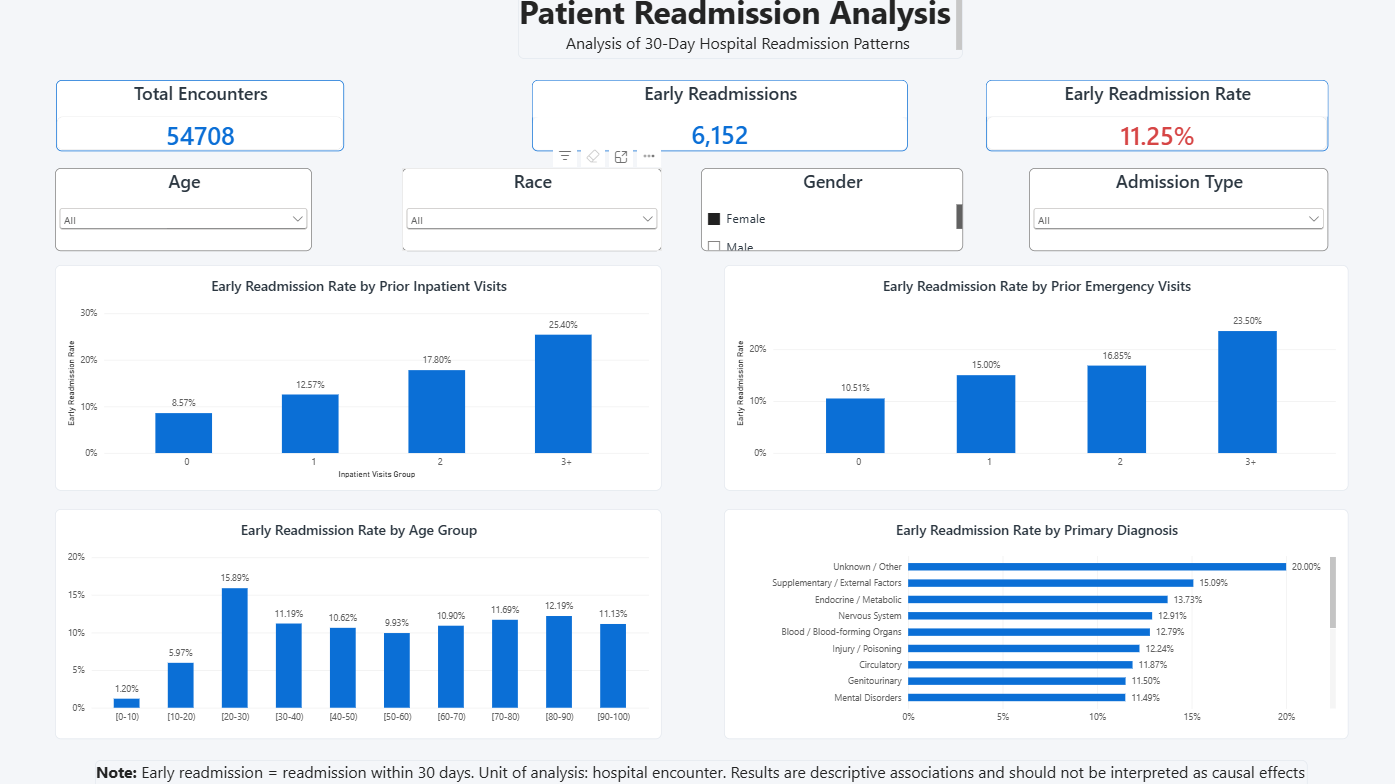 Patient Readmission Analysis
Analysis of 30-Day Hospital Readmission Patterns
Total Encounters
54708
Early Readmissions
6,152
Early Readmission Rate
11.25%
Age
All
Race
All
Gender
Female
Male
Admission Type
All
Early Readmission Rate by Prior Inpatient Visits
Early Readmission Rate
30%
20%
10%
0%
8.57%
12.57%
17.80%
25.40%
0
1
2
3+
Inpatient Visits Group
Early Readmission Rate by Prior Emergency Visits
Early Readmission Rate
20%
10%
0%
10.51%
15.00%
16.85%
23.50%
0
1
2
3+
Early Readmission Rate by Age Group
20%
15%
10%
5%
0%
1.20%
5.97%
15.89%
11.19%
10.62%
9.93%
10.90%
11.69%
12.19%
11.13%
[0-10)
[10-20)
[20-30)
[30-40)
[40-50)
[50-60)
[60-70)
[70-80)
[80-90)
[90-100)
Early Readmission Rate by Primary Diagnosis
Unknown / Other 20.00%
Supplementary / External Factors 15.09%
Endocrine / Metabolic 13.73%
Nervous System 12.91%
Blood / Blood-forming Organs 12.79%
Injury / Poisoning 12.24%
Circulatory 11.87%
Genitourinary 11.50%
Mental Disorders 11.49%
0% 5% 10% 15% 20%
Note: Early readmission = readmission within 30 days. Unit of analysis: hospital encounter. Results are descriptive associations and should not be interpreted as causal effects